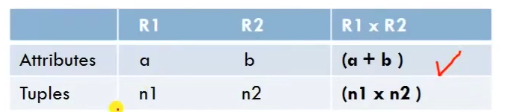 R1 R2 R1 x R2
Attributes a b (a + b )
Tuples n1 n2 (n1 x n2 )